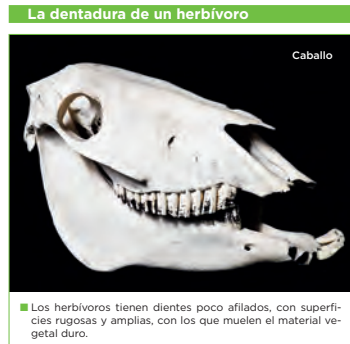 La dentadura de un herbívoro
Caballo
Los herbívoros tienen dientes poco afilados, con superfi-
cies rugosas y amplias, con los que muelen el material ve-
getal duro.